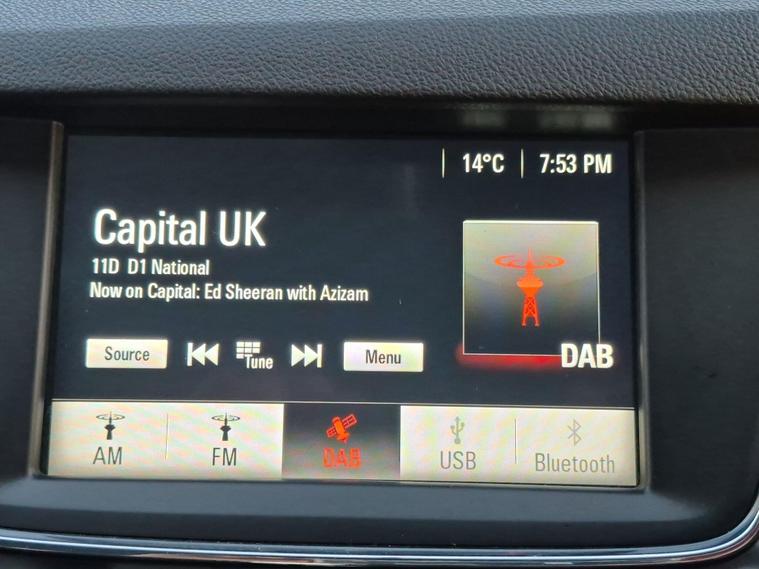 14°C 7:53 PM
Capital UK
11D D1 National
Now on Capital: Ed Sheeran with Azizam
Source Tune Menu
DAB
AM FM DAB USB Bluetooth